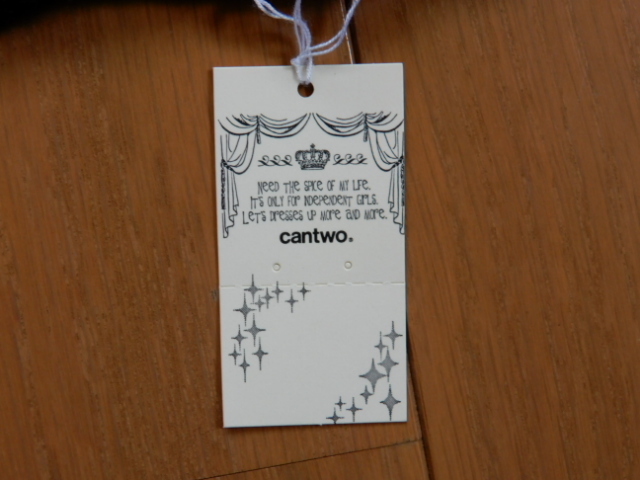 NEED THE SPICE OF MY LIFE.
IT'S ONLY FOR INDEPENDENT GIRLS.
LET'S DRESSES UP MORE AND MORE.
cantwo.